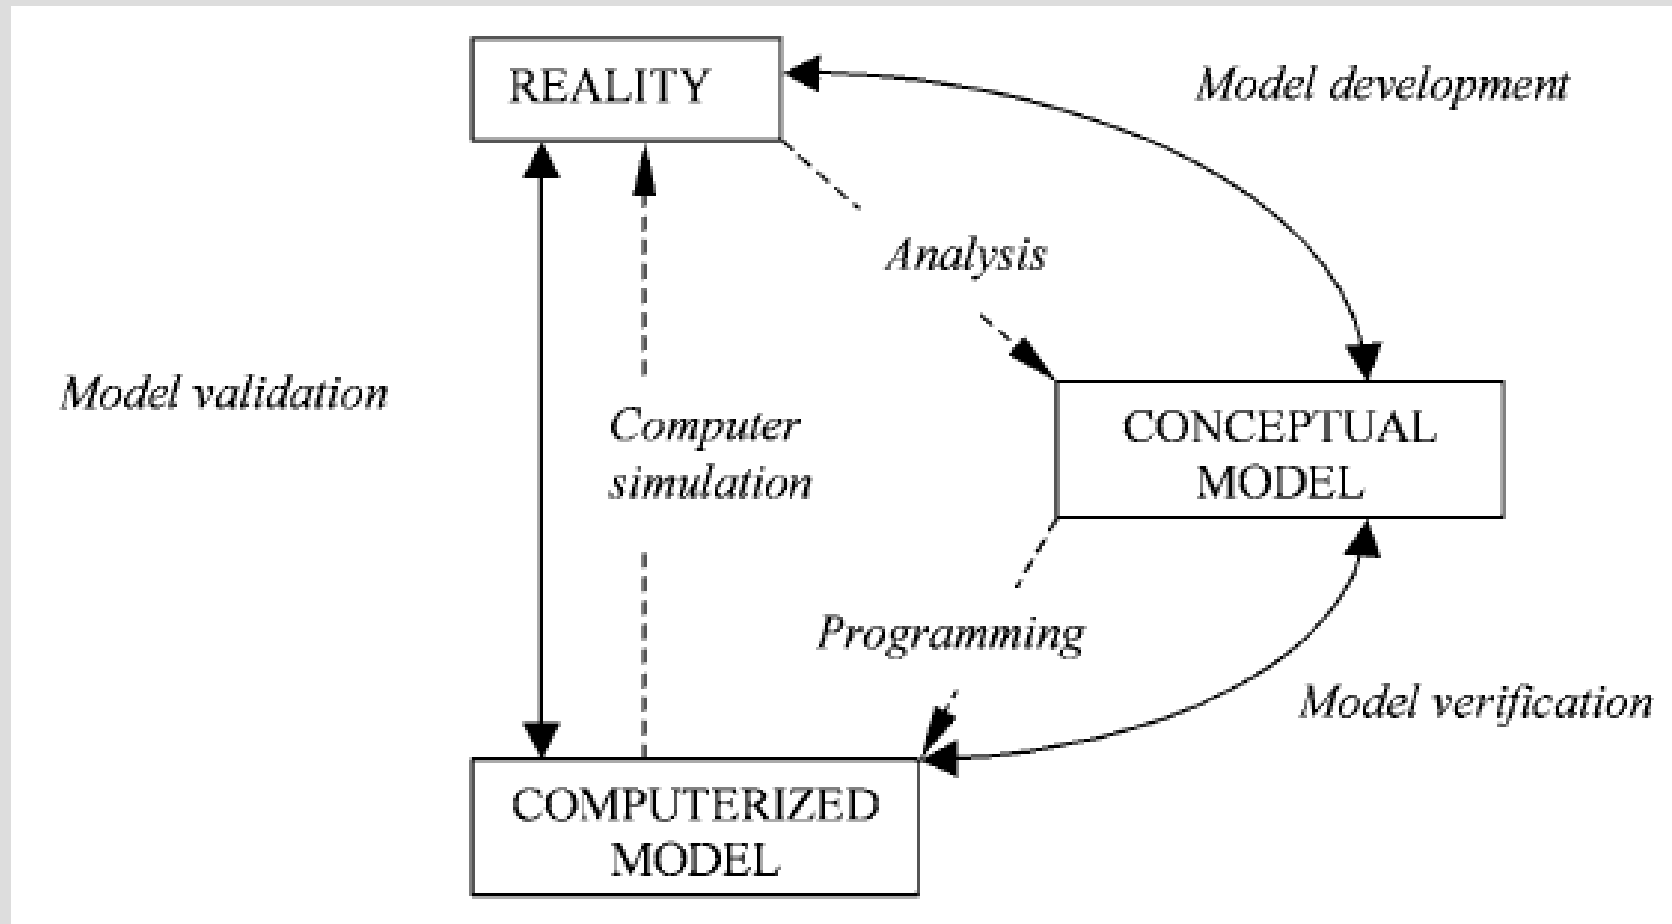 REALITY
Model development
Analysis
Model validation
Computer
simulation
CONCEPTUAL
MODEL
Programming
Model verification
COMPUTERIZED
MODEL